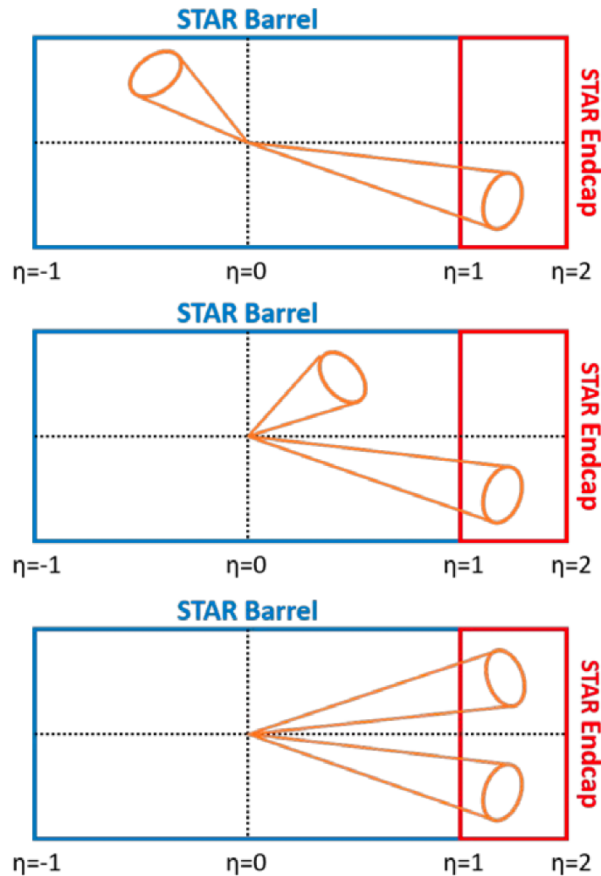 STAR Barrel
STAR Endcap
η=-1 η=0 η=1 η=2
STAR Barrel
STAR Endcap
η=-1 η=0 η=1 η=2
STAR Barrel
STAR Endcap
η=-1 η=0 η=1 η=2